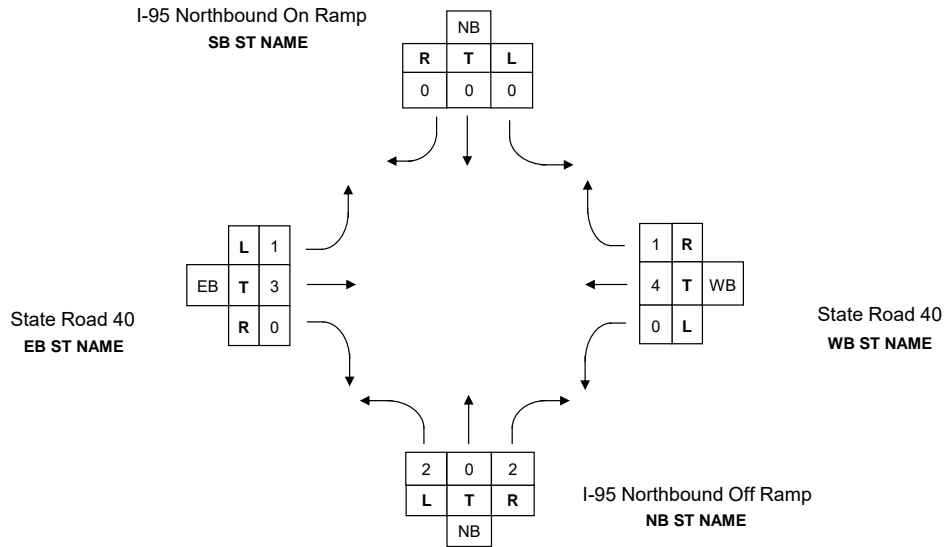 I-95 Northbound On Ramp
SB ST NAME
NB
R T L
0 0 0
L 1
EB T 3
R 0
State Road 40
EB ST NAME
1 R
4 T WB
0 L
State Road 40
WB ST NAME
2 0 2
L T R
NB
I-95 Northbound Off Ramp
NB ST NAME